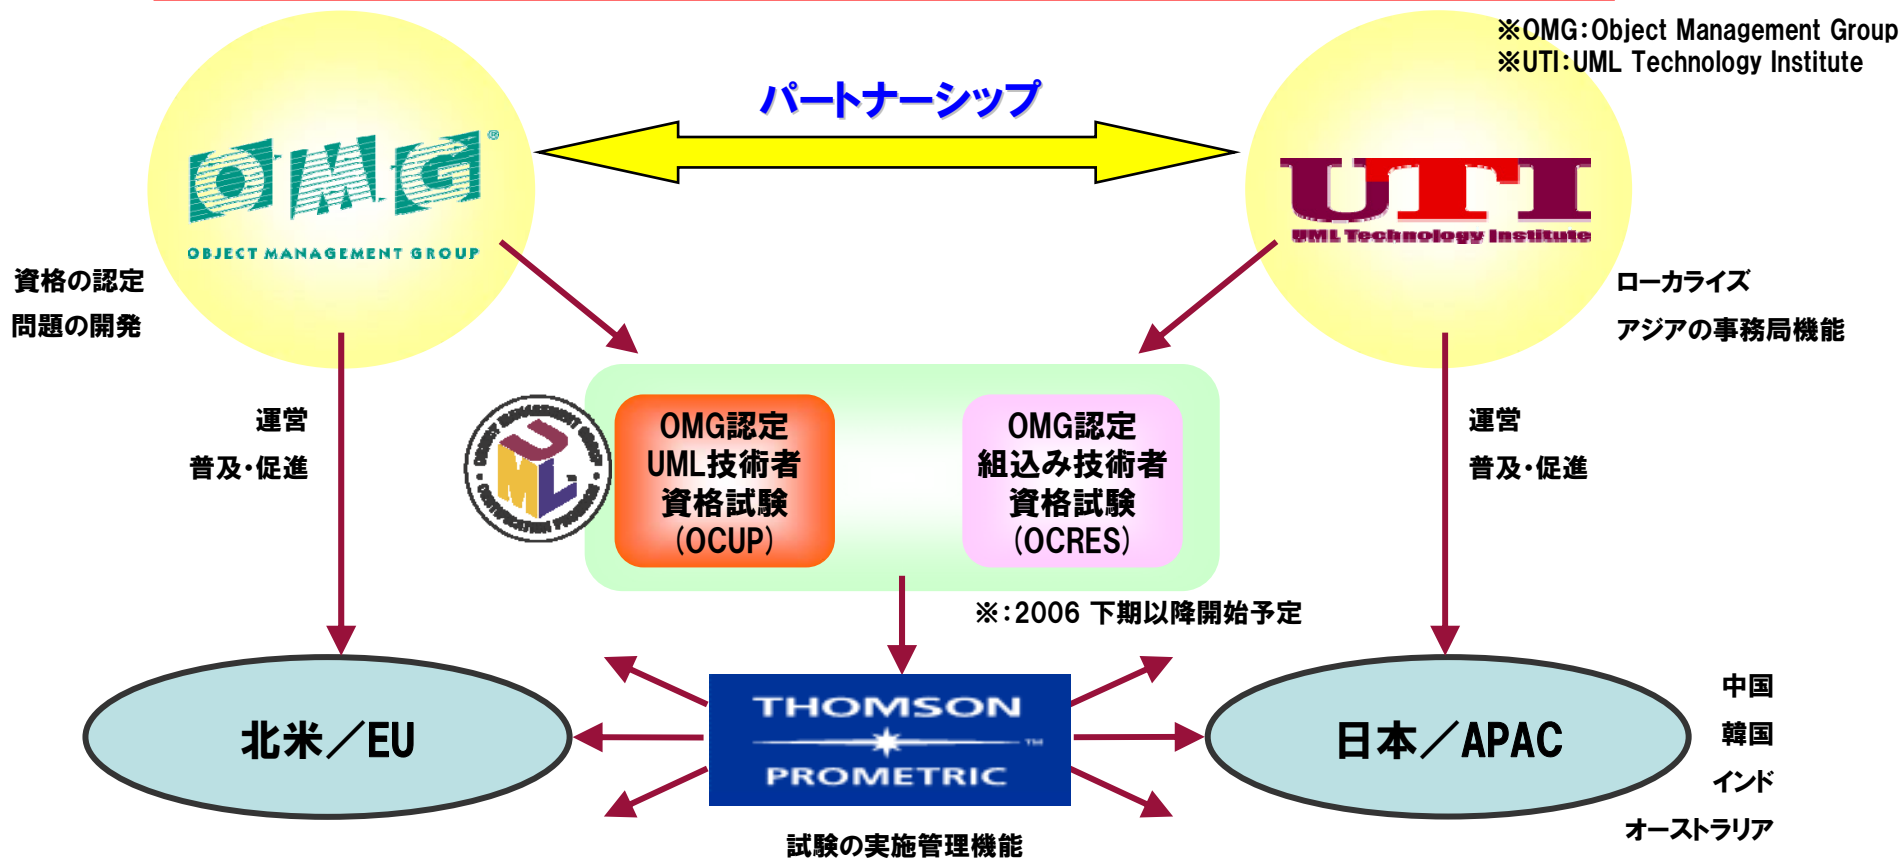 ※OMG:Object Management Group
※UTI:UML Technology Institute
パートナーシップ
OMG®
OBJECT MANAGEMENT GROUP
UTI
UML Technology Institute
資格の認定
問題の開発
ローカライズ
アジアの事務局機能
運営
普及・促進
運営
普及・促進
OBJECT MANAGEMENT GROUP
UML
CERTIFICATION PROGRAM
OMG認定
UML技術者
資格試験
(OCUP)
OMG認定
組込み技術者
資格試験
(OCRES)
※:2006 下期以降開始予定
北米/EU
THOMSON
™
PROMETRIC
日本/APAC
中国
韓国
インド
オーストラリア
試験の実施管理機能